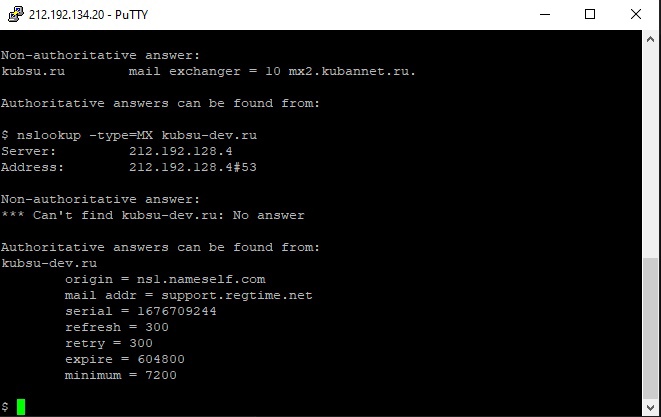 212.192.134.20 - PuTTY
Non-authoritative answer:
kubsu.ru        mail exchanger = 10 mx2.kubannet.ru.
Authoritative answers can be found from:
$ nslookup -type=MX kubsu-dev.ru
Server:         212.192.128.4
Address:        212.192.128.4#53
Non-authoritative answer:
*** Can't find kubsu-dev.ru: No answer
Authoritative answers can be found from:
kubsu-dev.ru
        origin = ns1.nameself.com
        mail addr = support.regtime.net
        serial = 1676709244
        refresh = 300
        retry = 300
        expire = 604800
        minimum = 7200
$